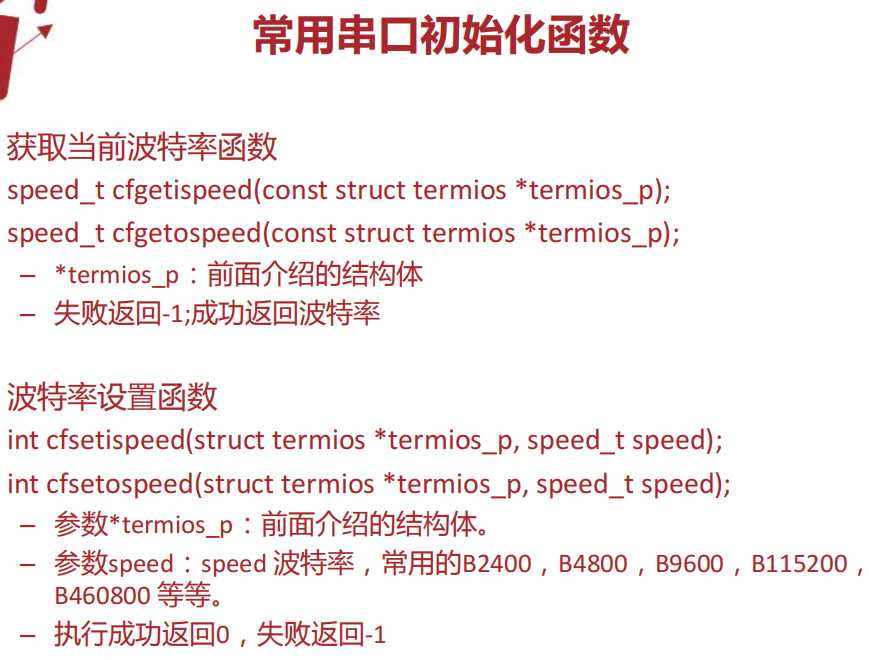 常用串口初始化函数
获取当前波特率函数
speed_t cfgetispeed(const struct termios *termios_p);
speed_t cfgetospeed(const struct termios *termios_p);
– *termios_p：前面介绍的结构体
– 失败返回-1;成功返回波特率
波特率设置函数
int cfsetispeed(struct termios *termios_p, speed_t speed);
int cfsetospeed(struct termios *termios_p, speed_t speed);
– 参数*termios_p：前面介绍的结构体。
– 参数speed：speed 波特率，常用的B2400，B4800，B9600，B115200，
B460800 等等。
– 执行成功返回0，失败返回-1